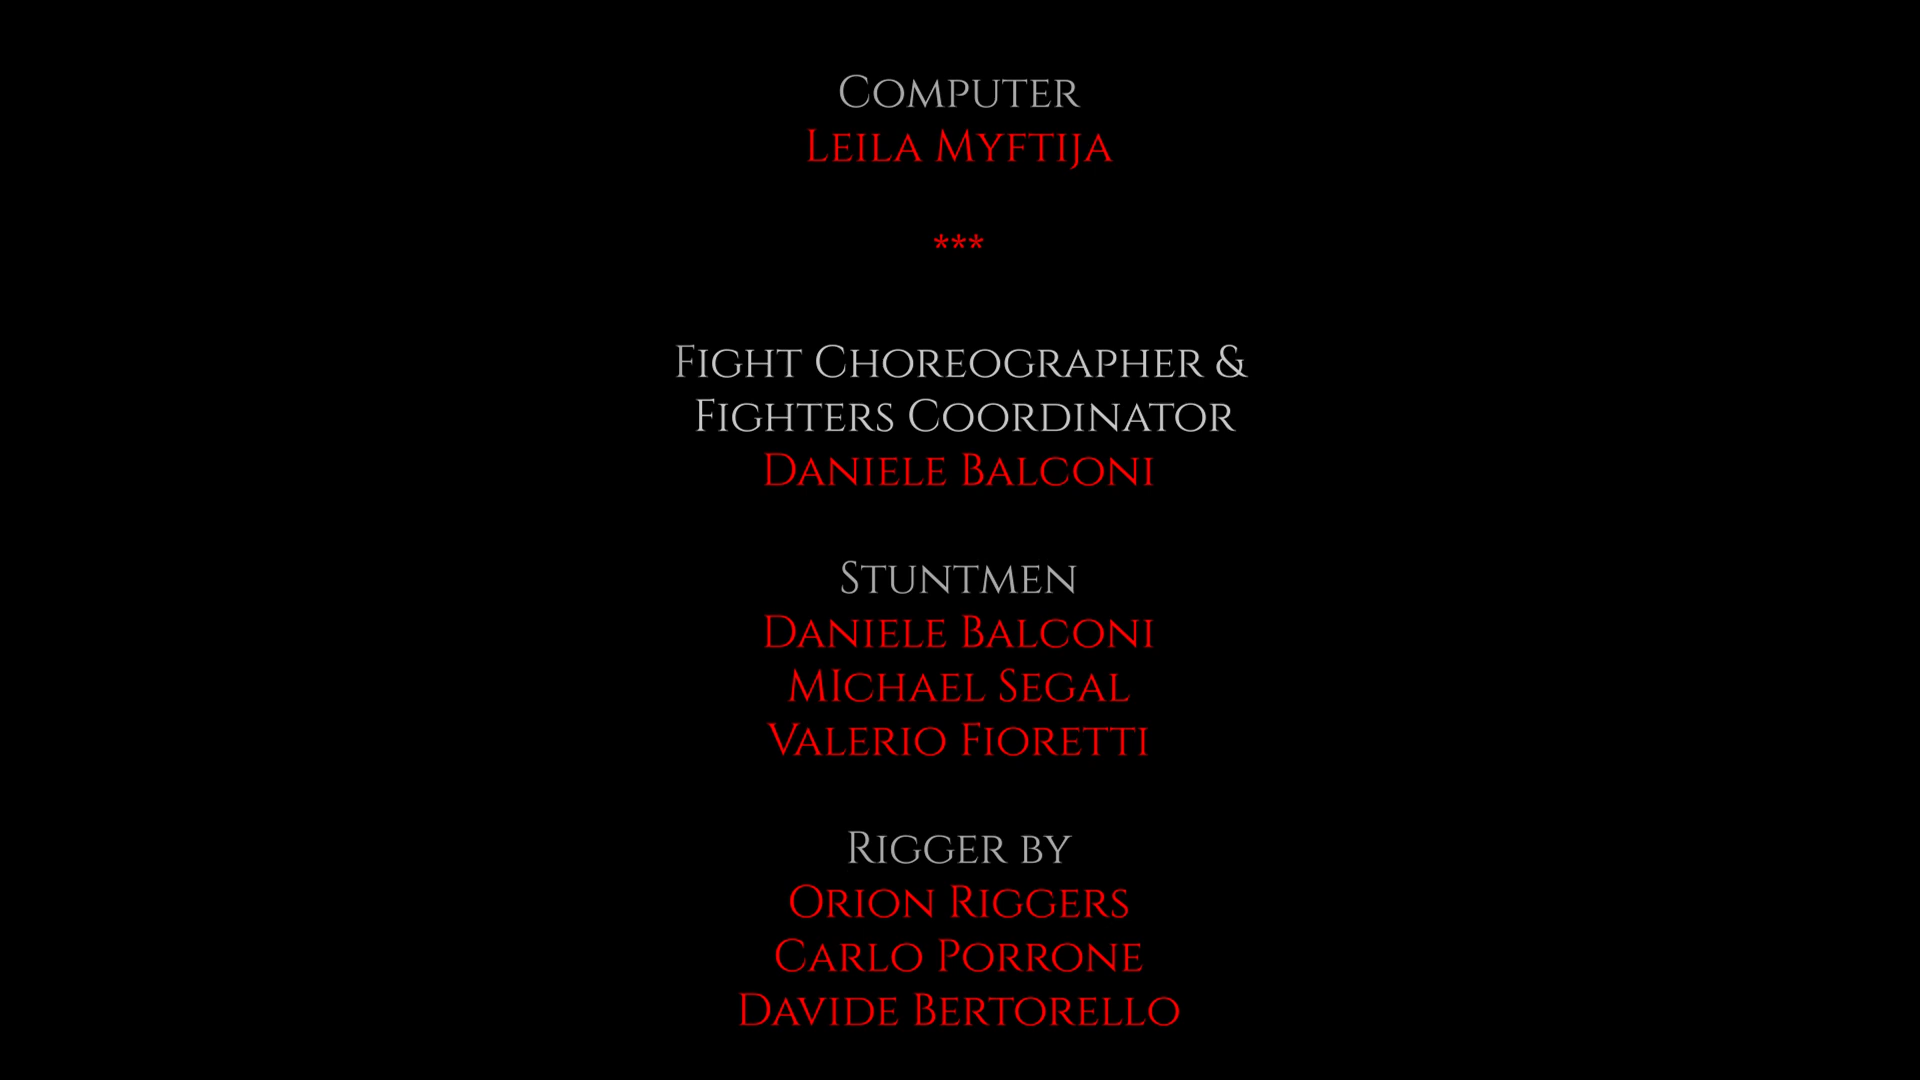 Computer
Leila Myftija
***
Fight Choreographer &
Fighters Coordinator
Daniele Balconi
Stuntmen
Daniele Balconi
MIchael Segal
Valerio Fioretti
Rigger by
Orion Riggers
Carlo Porrone
Davide Bertorello